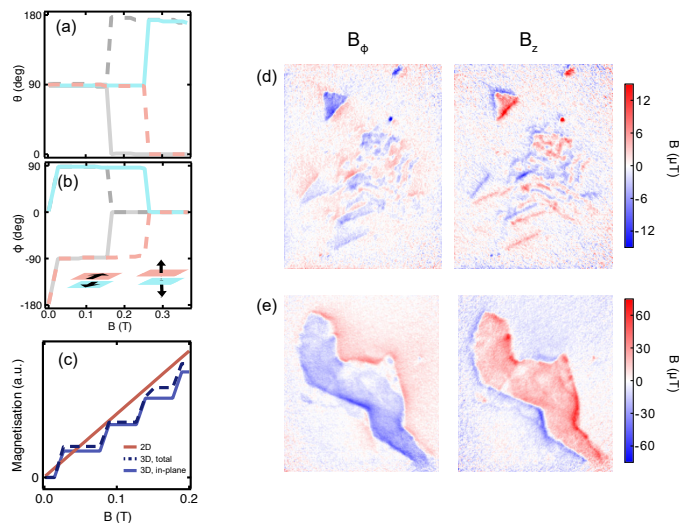 (a)
180
90
0
θ (deg)
(b)
90
0
-90
-180
ϕ (deg)
0.0
0.1
0.2
0.3
B (T)
(c)
Magnetisation (a.u.)
0
2D
3D, total
3D, in-plane
0.0
0.1
0.2
B (T)
Bϕ
Bz
(d)
12
6
0
-6
-12
B (µT)
(e)
60
30
0
-30
-60
B (µT)